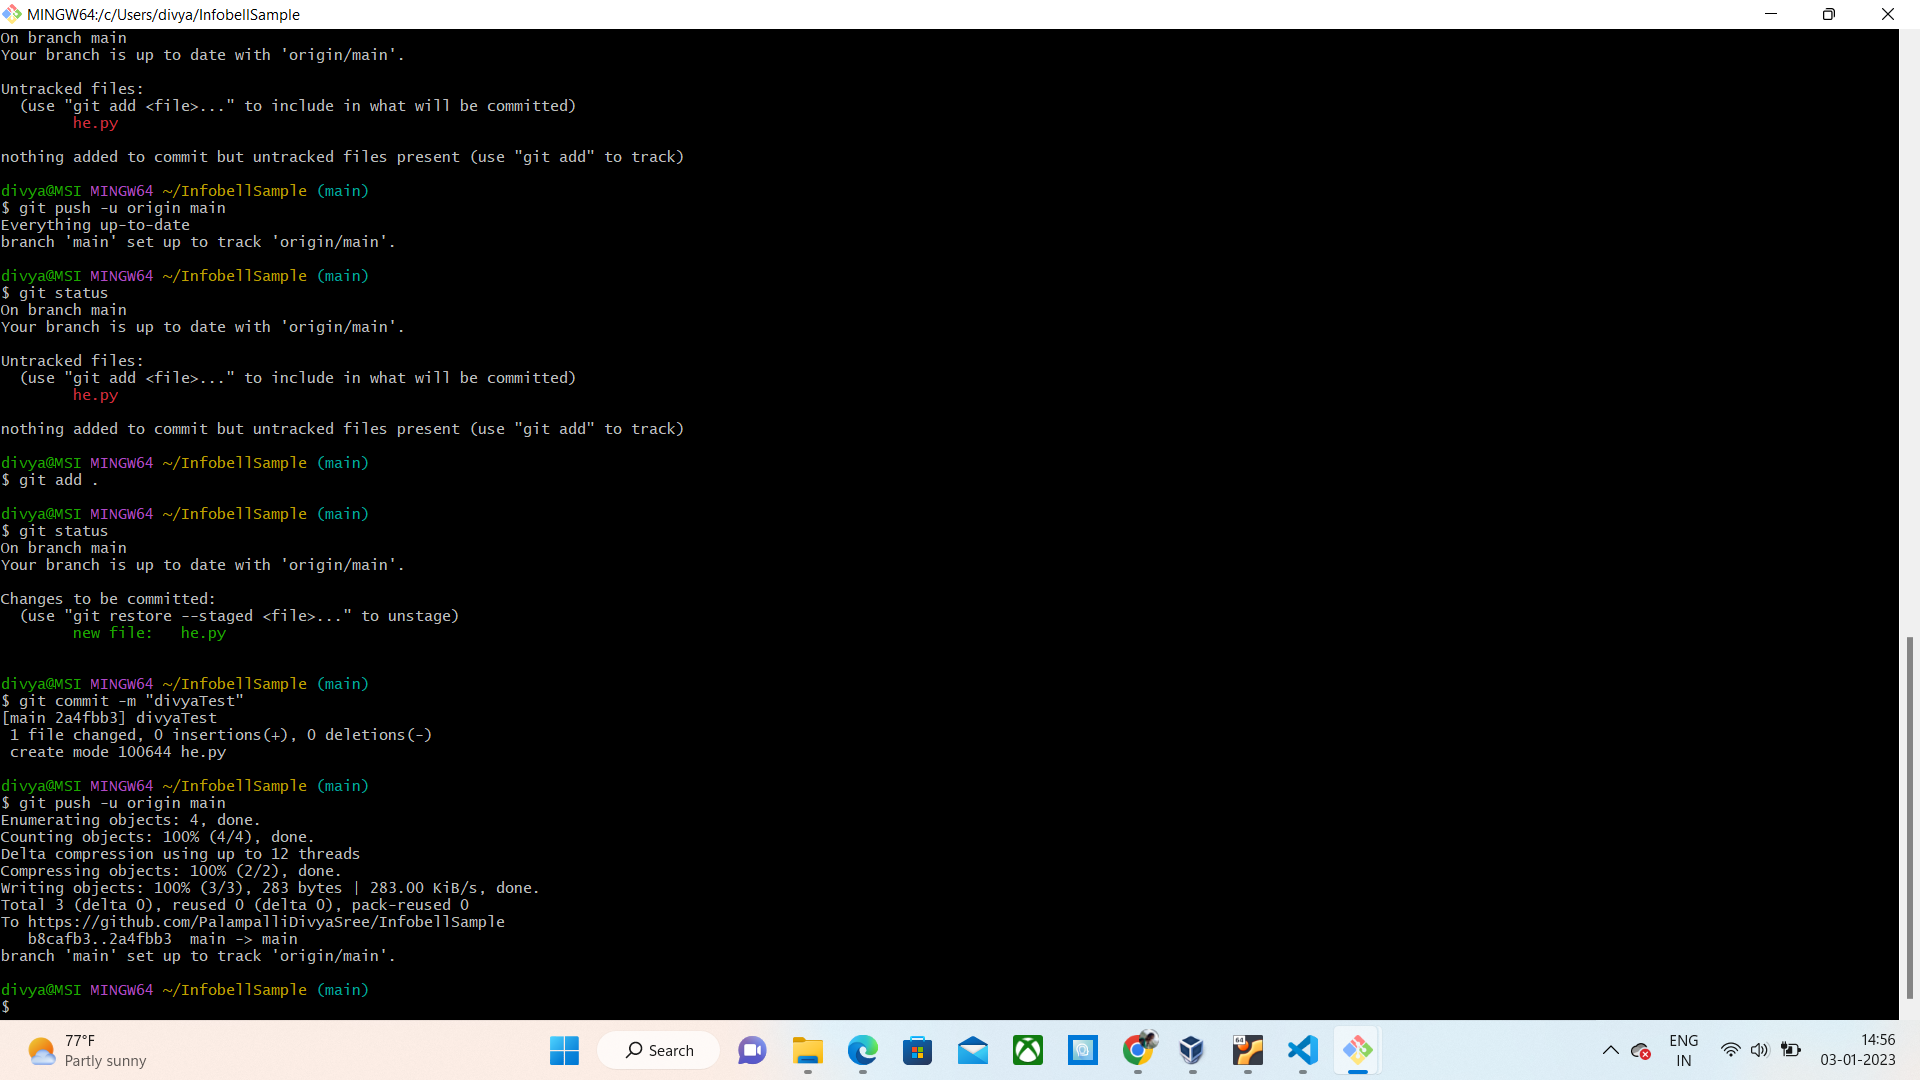 MINGW64:/c/Users/divya/InfobellSample
On branch main
Your branch is up to date with 'origin/main'.
Untracked files:
  (use "git add <file>..." to include in what will be committed)
        he.py
nothing added to commit but untracked files present (use "git add" to track)
divya@MSI MINGW64 ~/InfobellSample (main)
$ git push -u origin main
Everything up-to-date
branch 'main' set up to track 'origin/main'.
divya@MSI MINGW64 ~/InfobellSample (main)
$ git status
On branch main
Your branch is up to date with 'origin/main'.
Untracked files:
  (use "git add <file>..." to include in what will be committed)
        he.py
nothing added to commit but untracked files present (use "git add" to track)
divya@MSI MINGW64 ~/InfobellSample (main)
$ git add .
divya@MSI MINGW64 ~/InfobellSample (main)
$ git status
On branch main
Your branch is up to date with 'origin/main'.
Changes to be committed:
  (use "git restore --staged <file>..." to unstage)
        new file:   he.py
divya@MSI MINGW64 ~/InfobellSample (main)
$ git commit -m "divyaTest"
[main 2a4fbb3] divyaTest
 1 file changed, 0 insertions(+), 0 deletions(-)
 create mode 100644 he.py
divya@MSI MINGW64 ~/InfobellSample (main)
$ git push -u origin main
Enumerating objects: 4, done.
Counting objects: 100% (4/4), done.
Delta compression using up to 12 threads
Compressing objects: 100% (2/2), done.
Writing objects: 100% (3/3), 283 bytes | 283.00 KiB/s, done.
Total 3 (delta 0), reused 0 (delta 0), pack-reused 0
To https://github.com/PalampalliDivyaSree/InfobellSample
   b8cafb3..2a4fbb3  main -> main
branch 'main' set up to track 'origin/main'.
divya@MSI MINGW64 ~/InfobellSample (main)
$
77°F
Partly sunny
Search
64
ENG
IN
14:56
03-01-2023